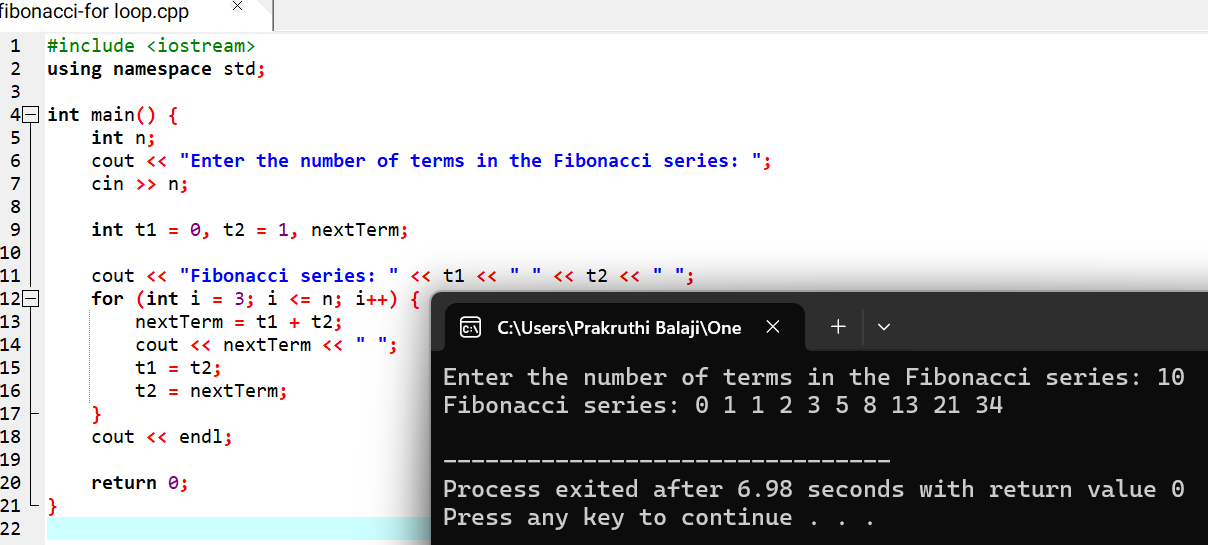 fibonacci-for loop.cpp ×
1 #include <iostream>
2 using namespace std;
3
4 int main() {
5     int n;
6     cout << "Enter the number of terms in the Fibonacci series: ";
7     cin >> n;
8
9     int t1 = 0, t2 = 1, nextTerm;
10
11     cout << "Fibonacci series: " << t1 << " " << t2 << " ";
12     for (int i = 3; i <= n; i++) {
13         nextTerm = t1 + t2;
14         cout << nextTerm << " ";
15         t1 = t2;
16         t2 = nextTerm;
17     }
18     cout << endl;
19
20     return 0;
21 }
22
C:\Users\Prakruthi Balaji\One × +
Enter the number of terms in the Fibonacci series: 10
Fibonacci series: 0 1 1 2 3 5 8 13 21 34
--------------------------------
Process exited after 6.98 seconds with return value 0
Press any key to continue . . .